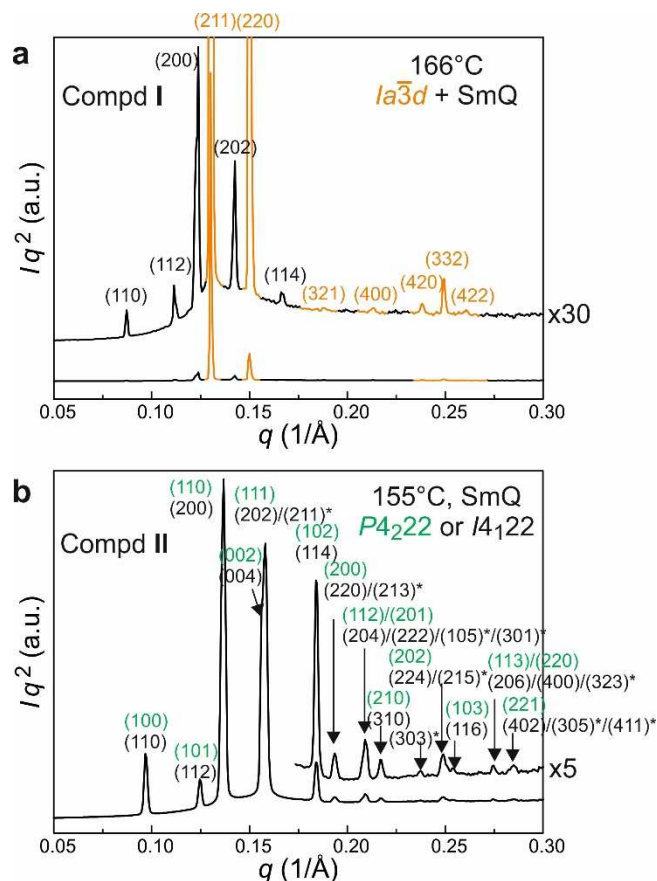 a
(211)(220)
(200)
166°C
Compd I
Ia3̅d + SmQ
(202)
(332)
(112)
(110)
(114)
(321)
(400)
(420)
(422)
x30
Iq² (a.u.)
0.05 0.10 0.15 0.20 0.25 0.30
q (1/Å)
b
(110)
(200)
(111)
(202)/(211)*
155°C, SmQ
P4₂22 or I4₁22
Compd II
(002)
(004)
(102)
(114)
(200)
(220)/(213)*
(112)/(201)
(204)/(222)/(105)*/(301)*
(202)
(224)/(215)*
(113)/(220)
(206)/(400)/(323)*
(100)
(110)
(101)
(112)
(210)
(310)
(303)*
(103)
(116)
(221)
(402)/(305)*/(411)*
x5
Iq² (a.u.)
0.05 0.10 0.15 0.20 0.25 0.30
q (1/Å)